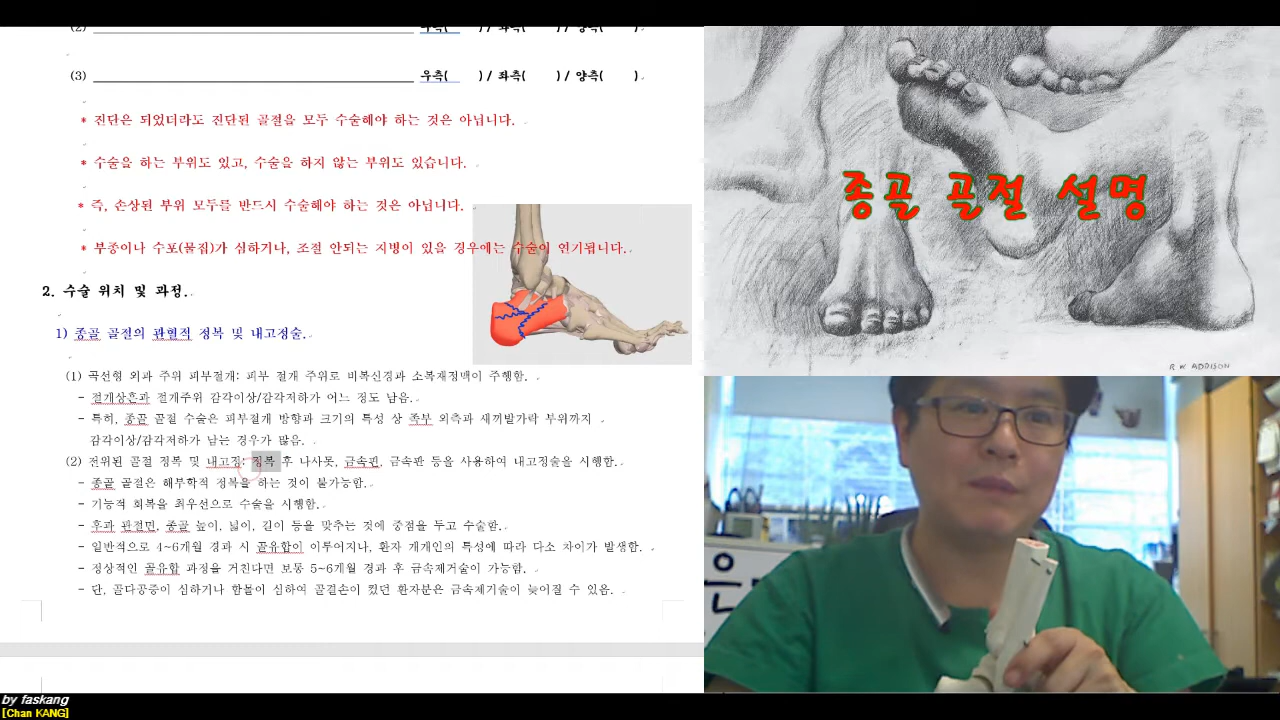 (2) 우측( ) / 좌측( ) / 양측( )
(3) 우측( ) / 좌측( ) / 양측( )
* 진단은 되었더라도 진단된 골절을 모두 수술해야 하는 것은 아닙니다.
* 수술을 하는 부위도 있고, 수술을 하지 않는 부위도 있습니다.
* 즉, 손상된 부위 모두를 반드시 수술해야 하는 것은 아닙니다.
* 부종이나 수포(물집)가 심하거나, 조절 안되는 지병이 있을 경우에는 수술이 연기됩니다.
2. 수술 위치 및 과정.
1) 종골 골절의 관혈적 정복 및 내고정술.
(1) 곡선형 외과 주위 피부절개: 피부 절개 주위로 비복신경과 소복재정맥이 주행함.
- 절개상흔과 절개주위 감각이상/감각저하가 어느 정도 남음.
- 특히, 종골 골절 수술은 피부절개 방향과 크기의 특성 상 족부 외측과 새끼발가락 부위까지
감각이상/감각저하가 남는 경우가 많음.
(2) 전위된 골절 정복 및 내고정: 정복 후 나사못, 금속핀, 금속판 등을 사용하여 내고정술을 시행함.
- 종골 골절은 해부학적 정복을 하는 것이 불가능함.
- 기능적 회복을 최우선으로 수술을 시행함.
- 후과 관절면, 종골 높이, 넓이, 길이 등을 맞추는 것에 중점을 두고 수술함.
- 일반적으로 4~6개월 경과 시 골유합이 이루어지나, 환자 개개인의 특성에 따라 다소 차이가 발생함.
- 정상적인 골유합 과정을 거친다면 보통 5~6개월 경과 후 금속제거술이 가능함.
- 단, 골다공증이 심하거나 함몰이 심하여 골결손이 컸던 환자분은 금속제거술이 늦어질 수 있음.
종골 골절 설명
R W ADDISON
은
by faskang
[Chan KANG]